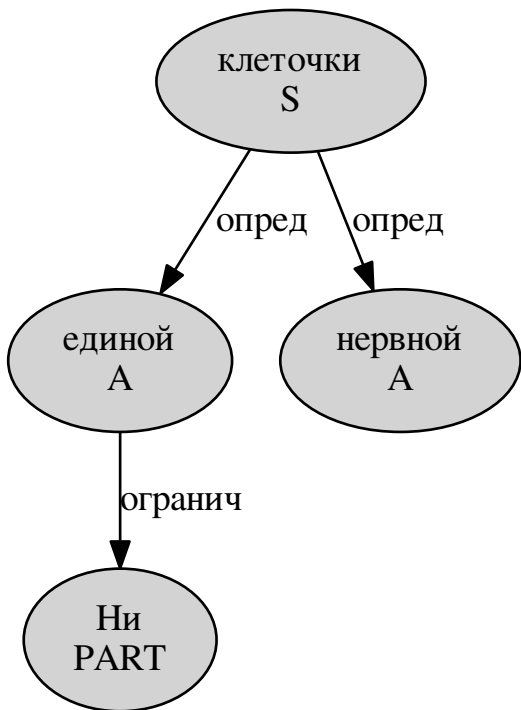 клеточки
S
опред
опред
единой
A
нервной
A
огранич
Ни
PART